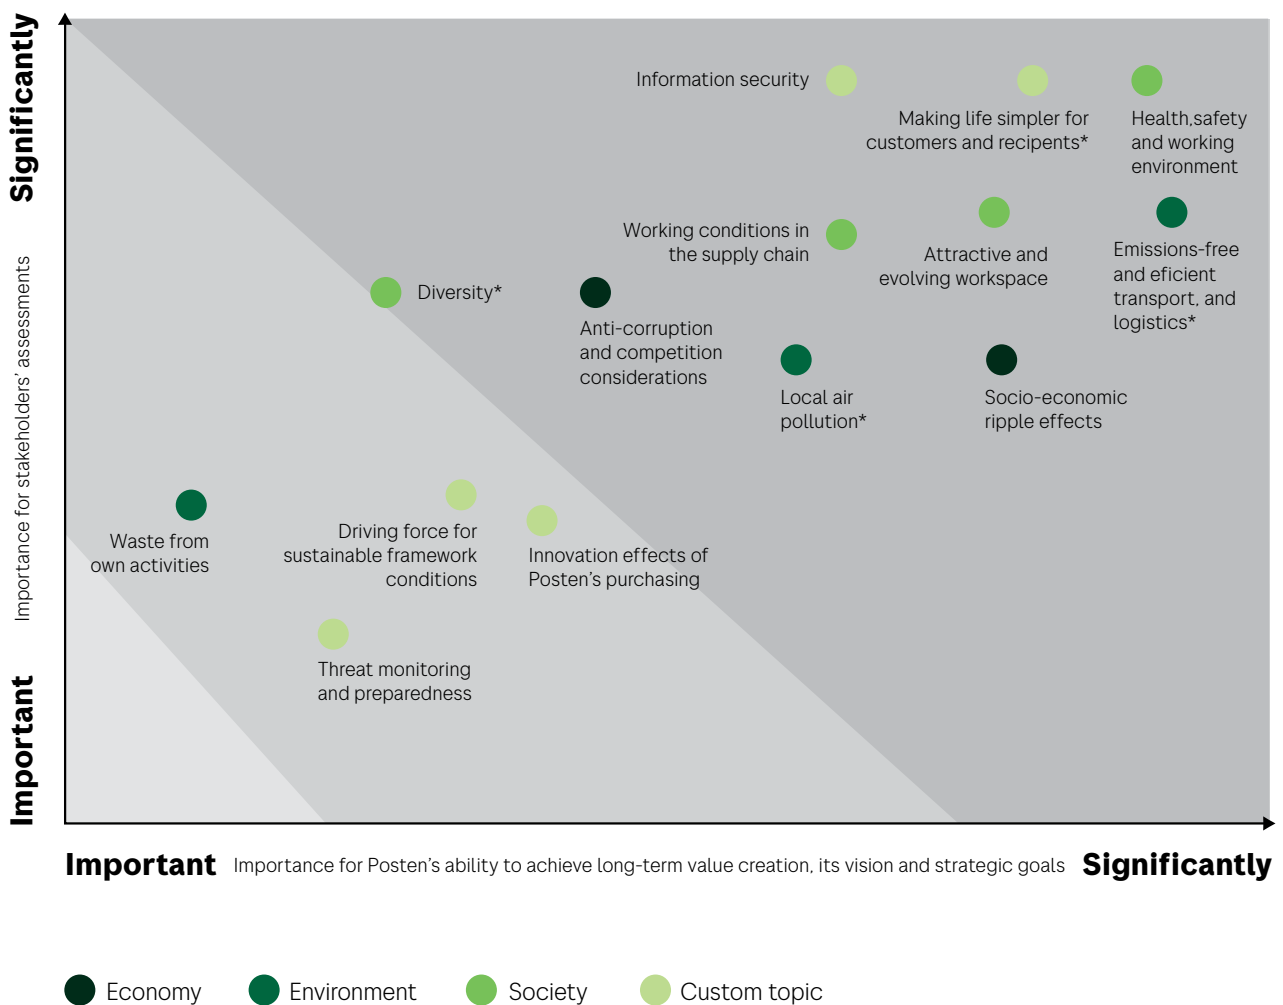 Significantly
Importance for stakeholders' assessments
Important
Information security
Making life simpler for
customers and recipents*
Health,safety
and working
environment
Working conditions in
the supply chain
Attractive and
evolving workspace
Emissions-free
and eficient
transport, and
logistics*
Diversity*
Anti-corruption
and competition
considerations
Local air
pollution*
Socio-economic
ripple effects
Waste from
own activities
Driving force for
sustainable framework
conditions
Innovation effects of
Posten's purchasing
Threat monitoring
and preparedness
Important
Importance for Posten's ability to achieve long-term value creation, its vision and strategic goals
Significantly
Economy
Environment
Society
Custom topic